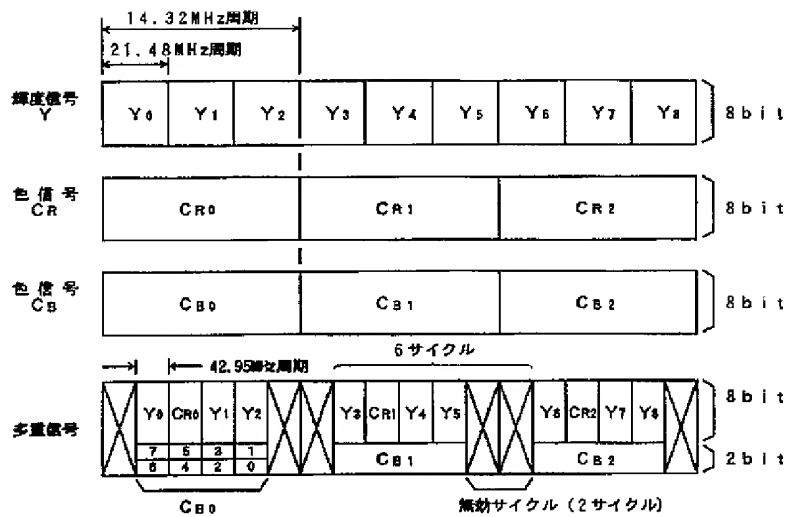 14.32MHz周期
21.48MHz周期
輝度信号
Y
Y0 Y1 Y2 Y3 Y4 Y5 Y6 Y7 Y8
8bit
色信号
CR
CR0 CR1 CR2
8bit
色信号
CB
CB0 CB1 CB2
8bit
6サイクル
42.95MHz周期
多重信号
Y0 CR0 Y1 Y2 Y3 CR1 Y4 Y5 Y6 CR2 Y7 Y8
8bit
7 5 3 1
6 4 2 0
CB1 CB2
2bit
CB0
無効サイクル(2サイクル)